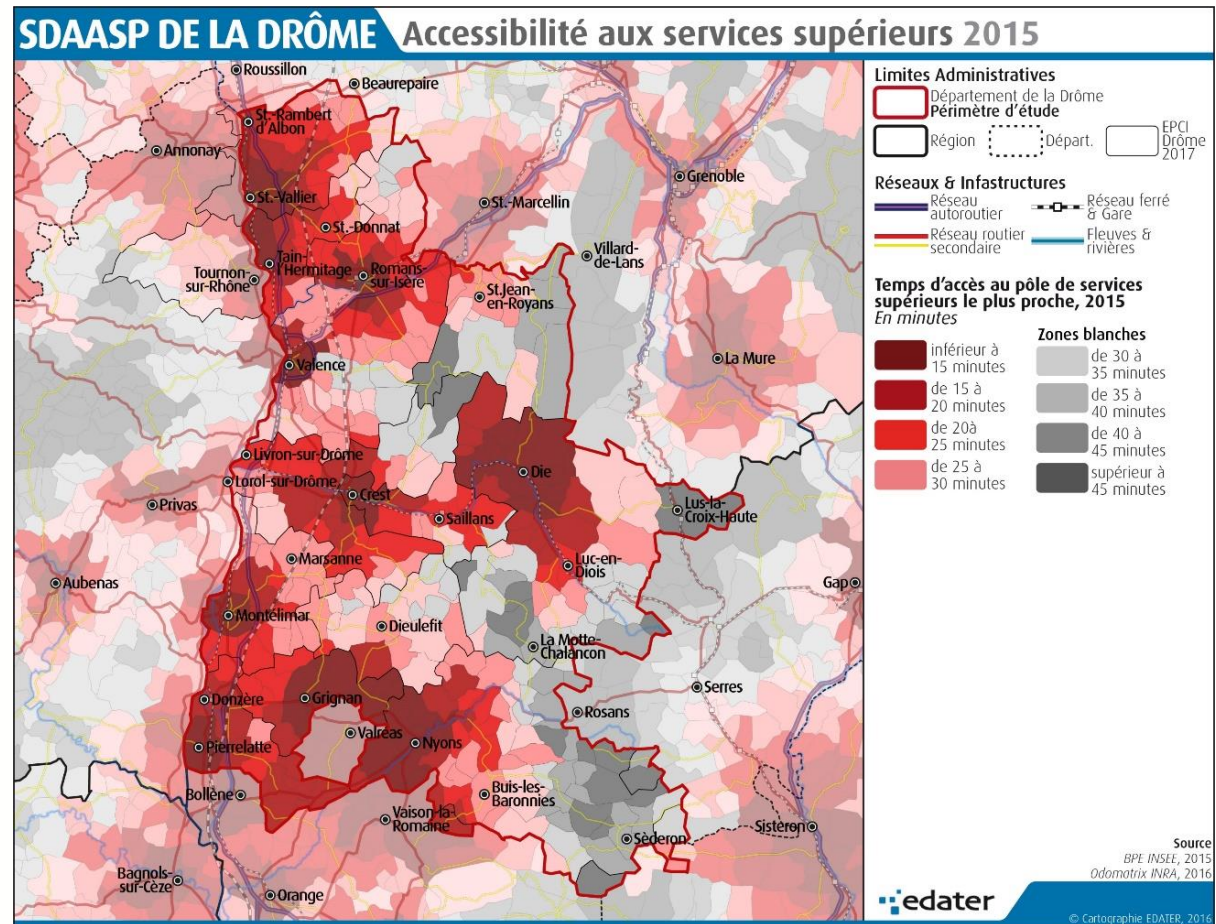 SDAASP DE LA DRÔME Accessibilité aux services supérieurs 2015
Roussillon
Beaurepaire
St.-Rambert
d'Albon
Annonay
St.-Vallier
St.-Marcellin
Grenoble
St.-Donnat
Villard-
de-Lans
Tain-
l'Hermitage
Romans-
sur-Isère
Tournon-
sur-Rhône
St.Jean-
en-Royans
La Mure
Valence
Livron-sur-Drôme
Lorol-sur-Drôme
Die
Crest
Privas
Saillans
Lus-la-
Croix-Haute
Marsanne
Luc-en-
Diois
Aubenas
Gap
Montélimar
Dieulefit
La Motte-
Chalancon
Serres
Donzère
Grignan
Rosans
Valréas
Nyons
Pierrelatte
Bollène
Buis-les-
Baronnies
Vaison-la-
Romaine
Sèderon
Sisteron
Bagnols-
sur-Cèze
Orange
Limites Administratives
Département de la Drôme
Périmètre d'étude
Région
Départ.
EPCI
Drôme
2017
Réseaux & Infastructures
Réseau
autoroutier
Réseau ferré
& Gare
Réseau routier
secondaire
Fleuves &
rivières
Temps d'accès au pôle de services
supérieurs le plus proche, 2015
En minutes
inférieur à
15 minutes
de 15 à
20 minutes
de 20à
25 minutes
de 25 à
30 minutes
Zones blanches
de 30 à
35 minutes
de 35 à
40 minutes
de 40 à
45 minutes
supérieur à
45 minutes
Source
BPE INSEE, 2015
Odomatrix INRA, 2016
edater
© Cartographie EDATER, 2016